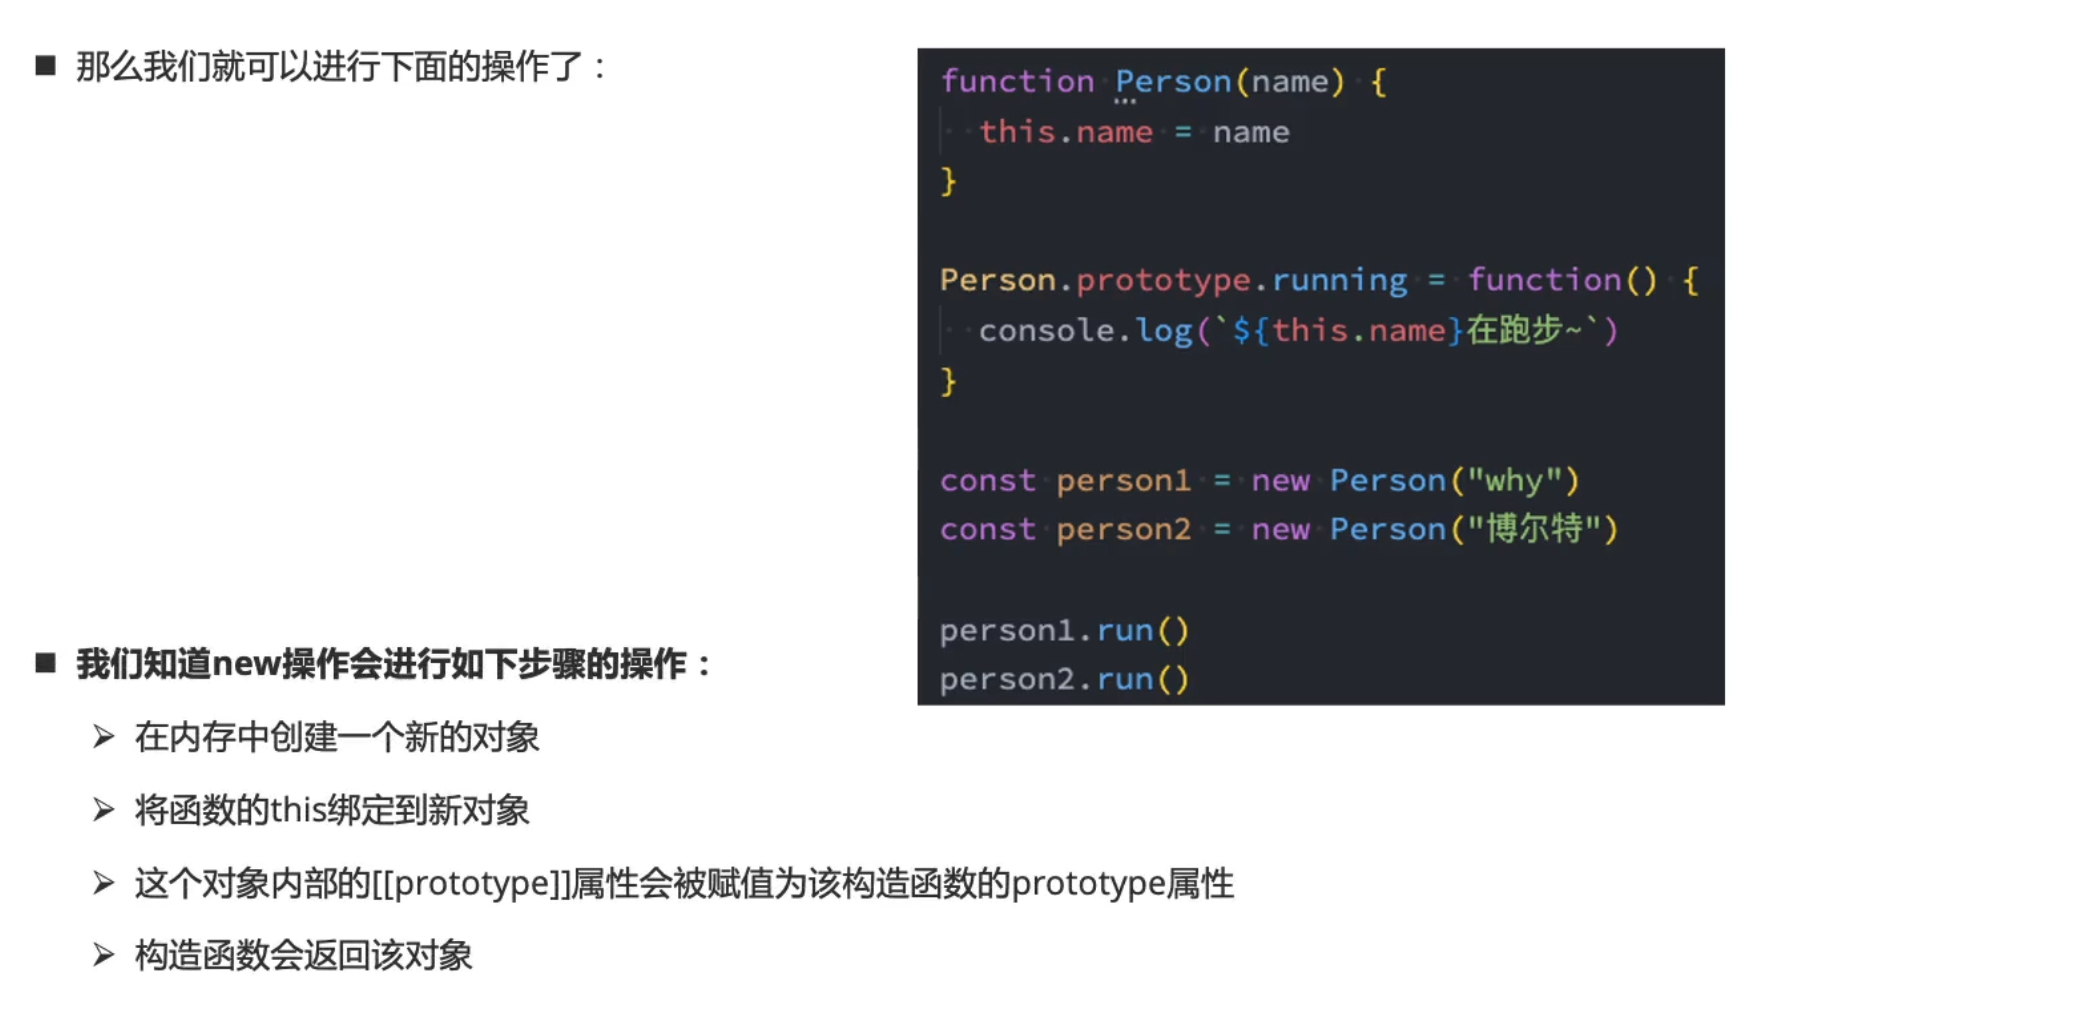 ■ 那么我们就可以进行下面的操作了：
function Person(name) {
  this.name = name
}
Person.prototype.running = function() {
  console.log(`${this.name}在跑步~`)
}
const person1 = new Person("why")
const person2 = new Person("博尔特")
person1.run()
person2.run()
■ 我们知道new操作会进行如下步骤的操作：
➢ 在内存中创建一个新的对象
➢ 将函数的this绑定到新对象
➢ 这个对象内部的[[prototype]]属性会被赋值为该构造函数的prototype属性
➢ 构造函数会返回该对象